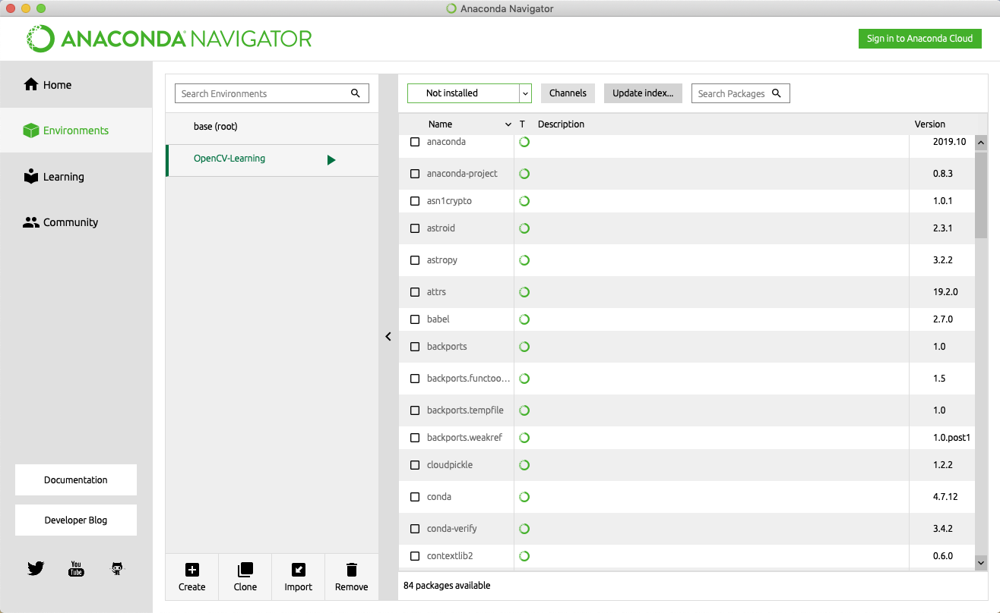 Anaconda Navigator
ANACONDA NAVIGATOR
Sign in to Anaconda Cloud
Home
Environments
Learning
Community
Documentation
Developer Blog
You
Tube
Search Environments
base (root)
OpenCV-Learning
Create
Clone
Import
Remove
Not installed
Channels
Update index...
Search Packages
Name T Description Version
anaconda 2019.10
anaconda-project 0.8.3
asn1crypto 1.0.1
astroid 2.3.1
astropy 3.2.2
attrs 19.2.0
babel 2.7.0
backports 1.0
backports.functoo... 1.5
backports.tempfile 1.0
backports.weakref 1.0.post1
cloudpickle 1.2.2
conda 4.7.12
conda-verify 3.4.2
contextlib2 0.6.0
84 packages available